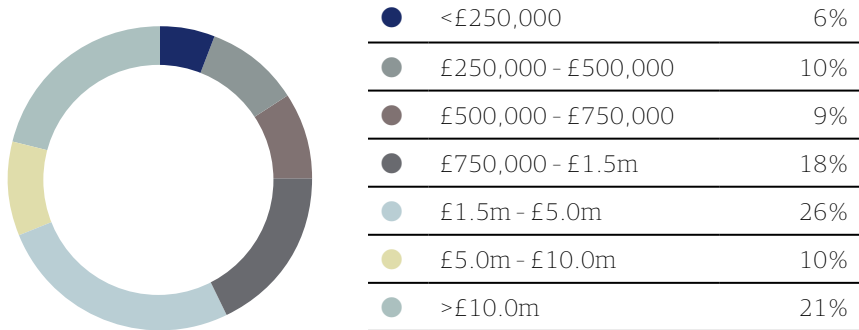 <£250,000 6%
£250,000 - £500,000 10%
£500,000 - £750,000 9%
£750,000 - £1.5m 18%
£1.5m - £5.0m 26%
£5.0m - £10.0m 10%
>£10.0m 21%